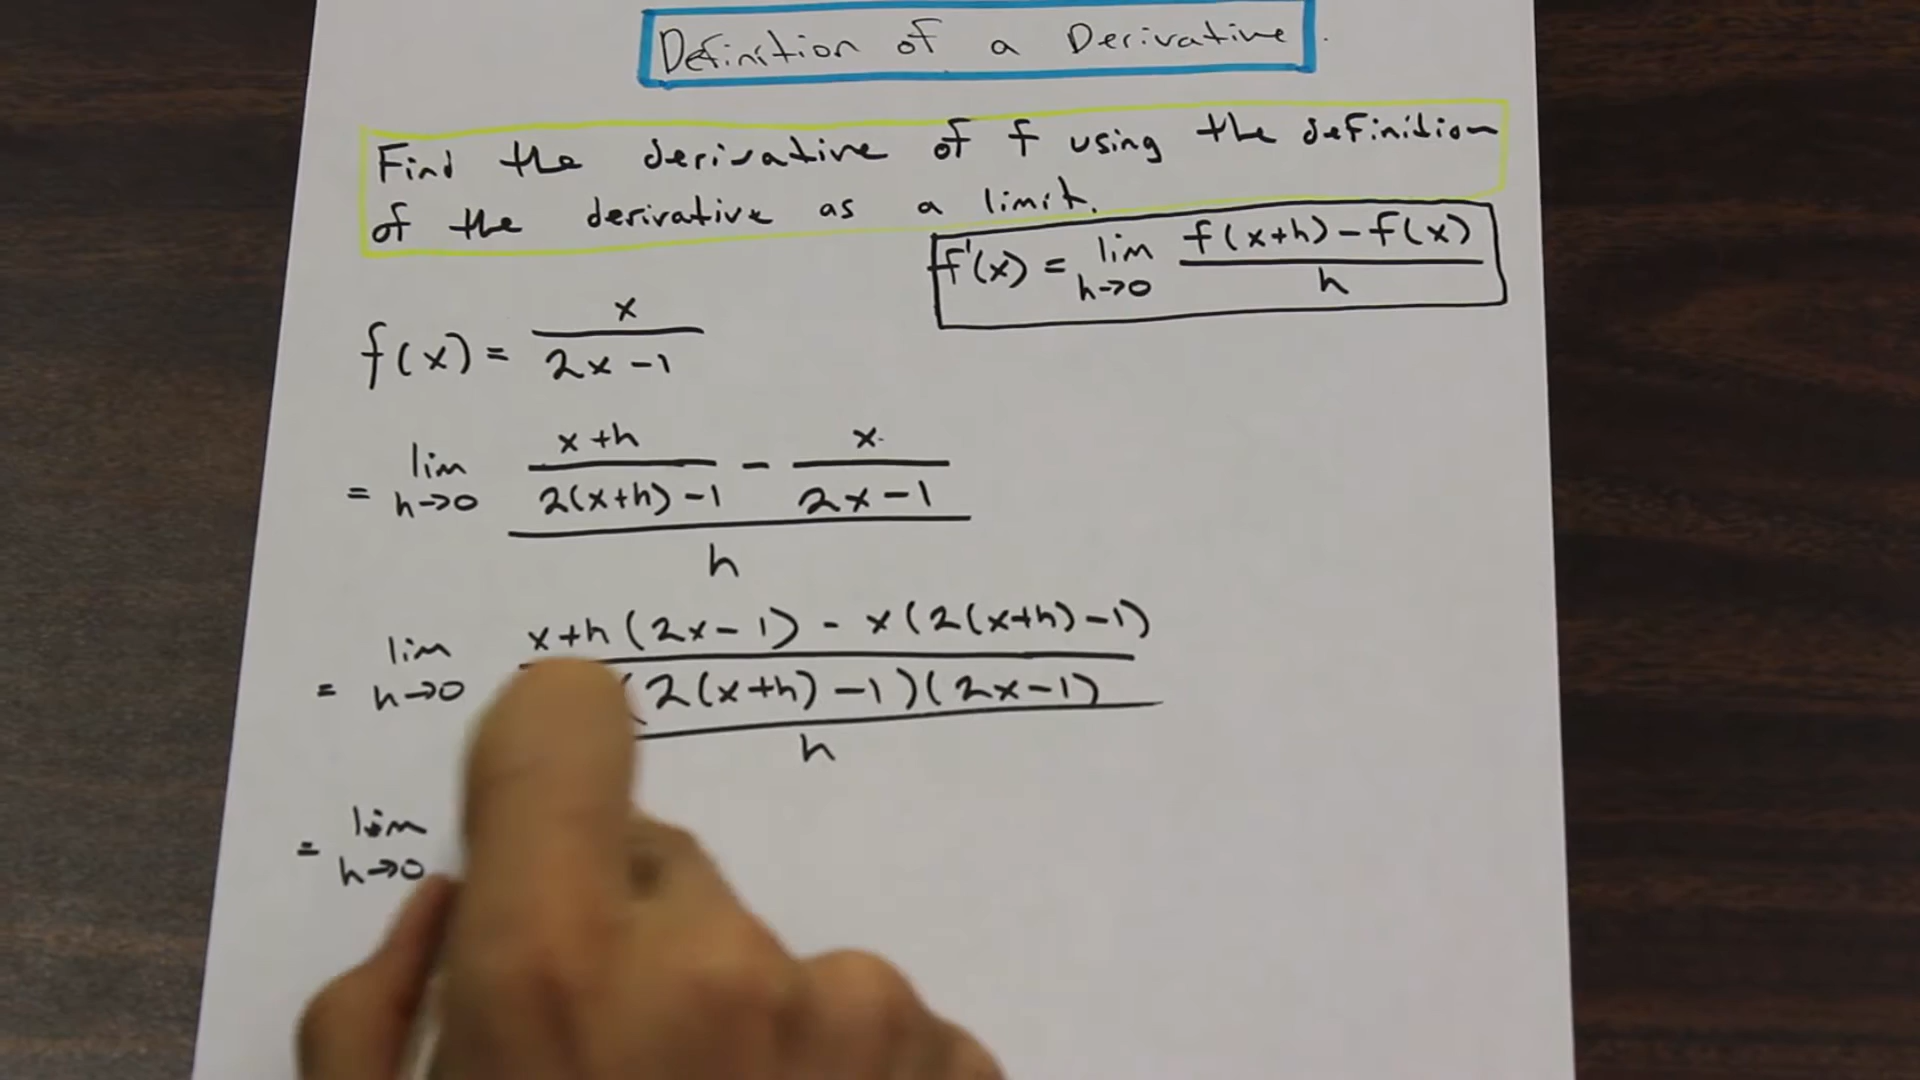 Definition of a Derivative.
Find the derivative of f using the definition
of the derivative as a limit.
f'(x) = lim h→0 f(x+h) - f(x) / h
f(x) = x / 2x - 1
= lim h→0 x+h / 2(x+h) - 1 - x / 2x - 1 / h
= lim h→0 x+h (2x - 1) - x (2(x+h) - 1) / (2(x+h) - 1)(2x - 1) / h
= lim h→0